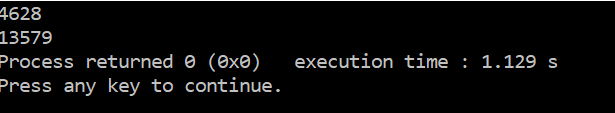 4628
13579
Process returned 0 (0x0)   execution time : 1.129 s
Press any key to continue.